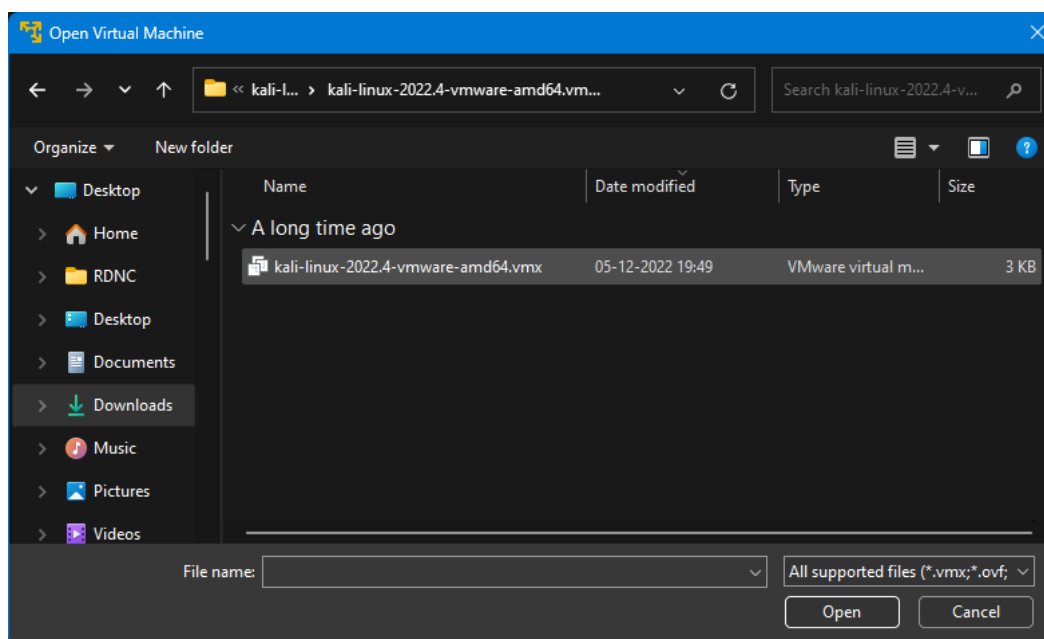 Open Virtual Machine
« kali-l... › kali-linux-2022.4-vmware-amd64.vm...
Search kali-linux-2022.4-v...
Organize
New folder
Name Date modified Type Size
Desktop
A long time ago
Home
kali-linux-2022.4-vmware-amd64.vmx 05-12-2022 19:49 VMware virtual m... 3 KB
RDNC
Desktop
Documents
Downloads
Music
Pictures
Videos
File name:
All supported files (*.vmx;*.ovf;
Open Cancel